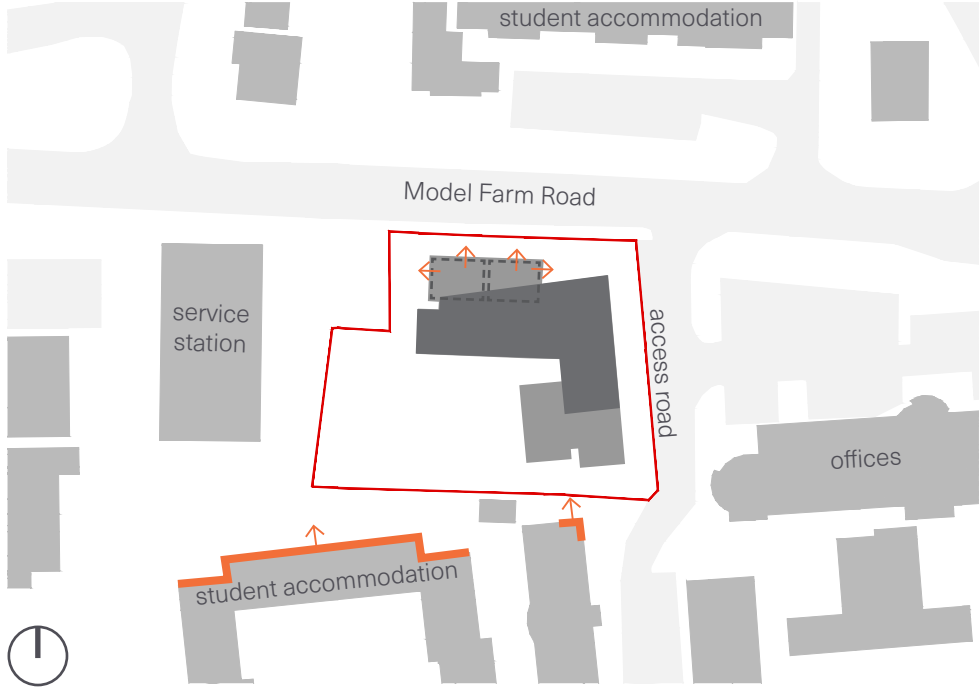 student accommodation
Model Farm Road
service
station
access road
offices
student accommodation